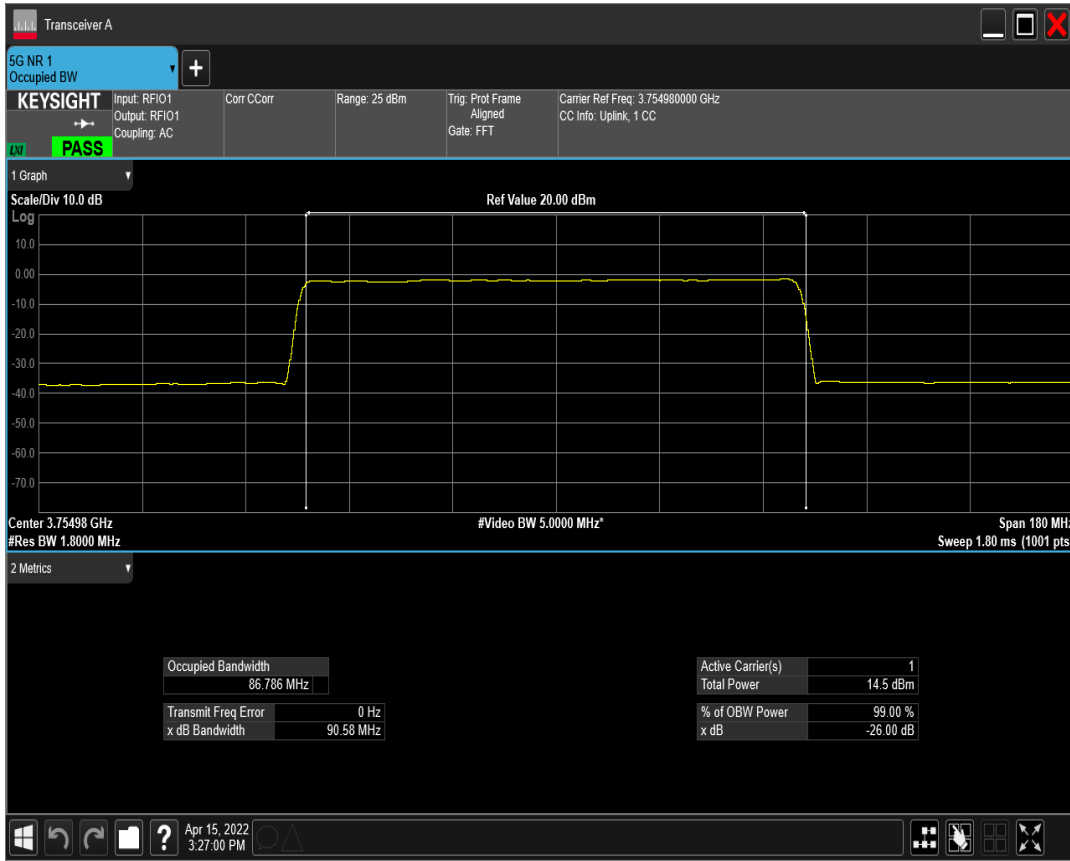 Transceiver A
5G NR 1
Occupied BW
+
KEYSIGHT
LXI
PASS
Input: RFIO1
Output: RFIO1
Coupling: AC
Corr CCorr
Range: 25 dBm
Trig: Prot Frame
Aligned
Gate: FFT
Carrier Ref Freq: 3.754980000 GHz
CC Info: Uplink, 1 CC
1 Graph
Scale/Div 10.0 dB
Ref Value 20.00 dBm
Log
10.0
0.00
-10.0
-20.0
-30.0
-40.0
-50.0
-60.0
-70.0
Center 3.75498 GHz
#Video BW 5.0000 MHz*
Span 180 MHz
#Res BW 1.8000 MHz
Sweep 1.80 ms (1001 pts
2 Metrics
Occupied Bandwidth
86.786 MHz
Transmit Freq Error 0 Hz
x dB Bandwidth 90.58 MHz
Active Carrier(s) 1
Total Power 14.5 dBm
% of OBW Power 99.00 %
x dB -26.00 dB
?
Apr 15, 2022
3:27:00 PM